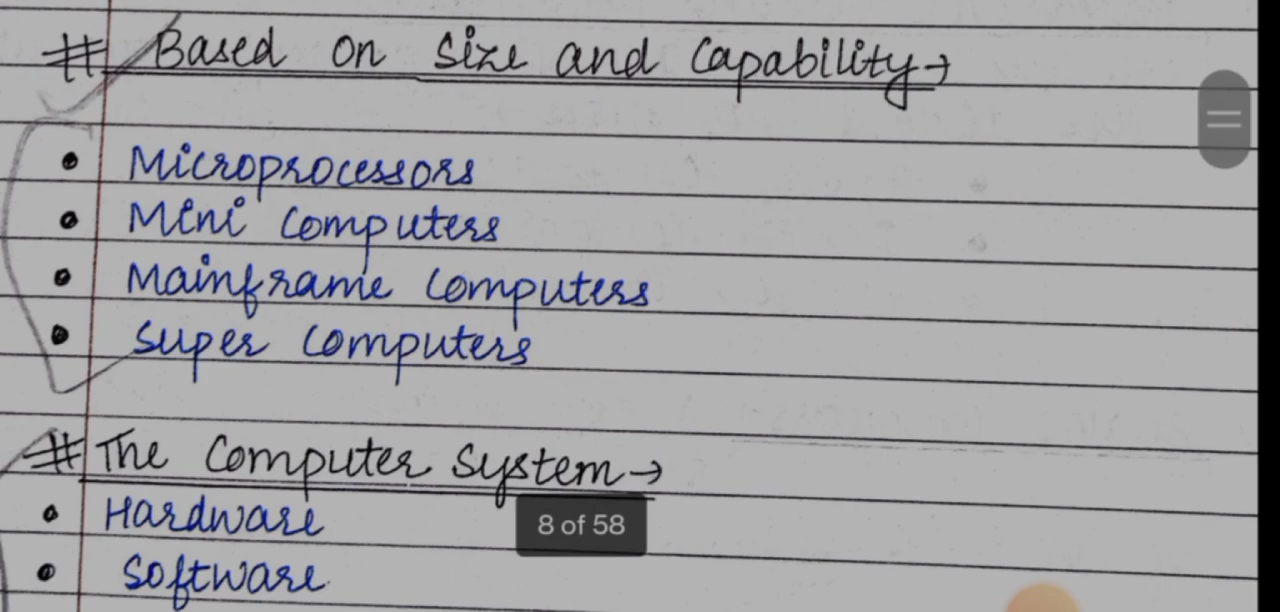 # Based on Size and Capability→
• Microprocessors
• Mini Computers
• Mainframe Computers
• Super Computers
# The Computer System→
• Hardware
8 of 58
• Software